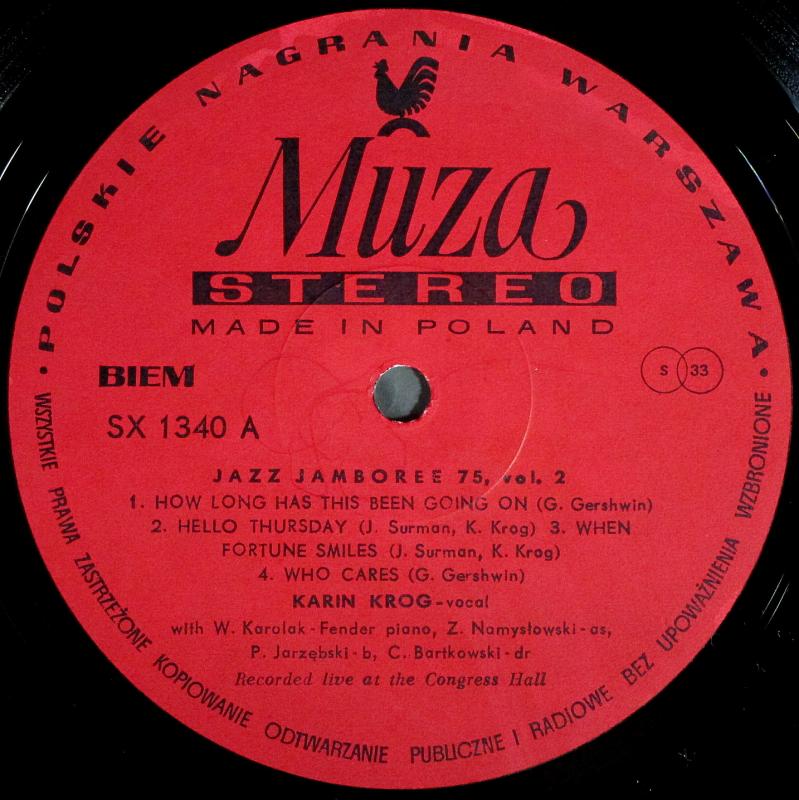 • POLSKIE NAGRANIA WARSZAWA •
Muza
STEREO
MADE IN POLAND
BIEM
S 33
SX 1340 A
JAZZ JAMBOREE 75, vol. 2
1. HOW LONG HAS THIS BEEN GOING ON (G. Gershwin)
2. HELLO THURSDAY (J. Surman, K. Krog) 3. WHEN
FORTUNE SMILES (J. Surman, K. Krog)
4. WHO CARES (G. Gershwin)
KARIN KROG-vocal
with W. Karolak-Fender piano, Z. Namysłowski-as,
P. Jarzębski-b, C. Bartkowski-dr
Recorded live at the Congress Hall
WSZYSTKIE PRAWA ZASTRZEŻONE KOPIOWANIE ODTWARZANIE PUBLICZNE I RADIOWE BEZ UPOWAŻNIENIA WZBRONIONE